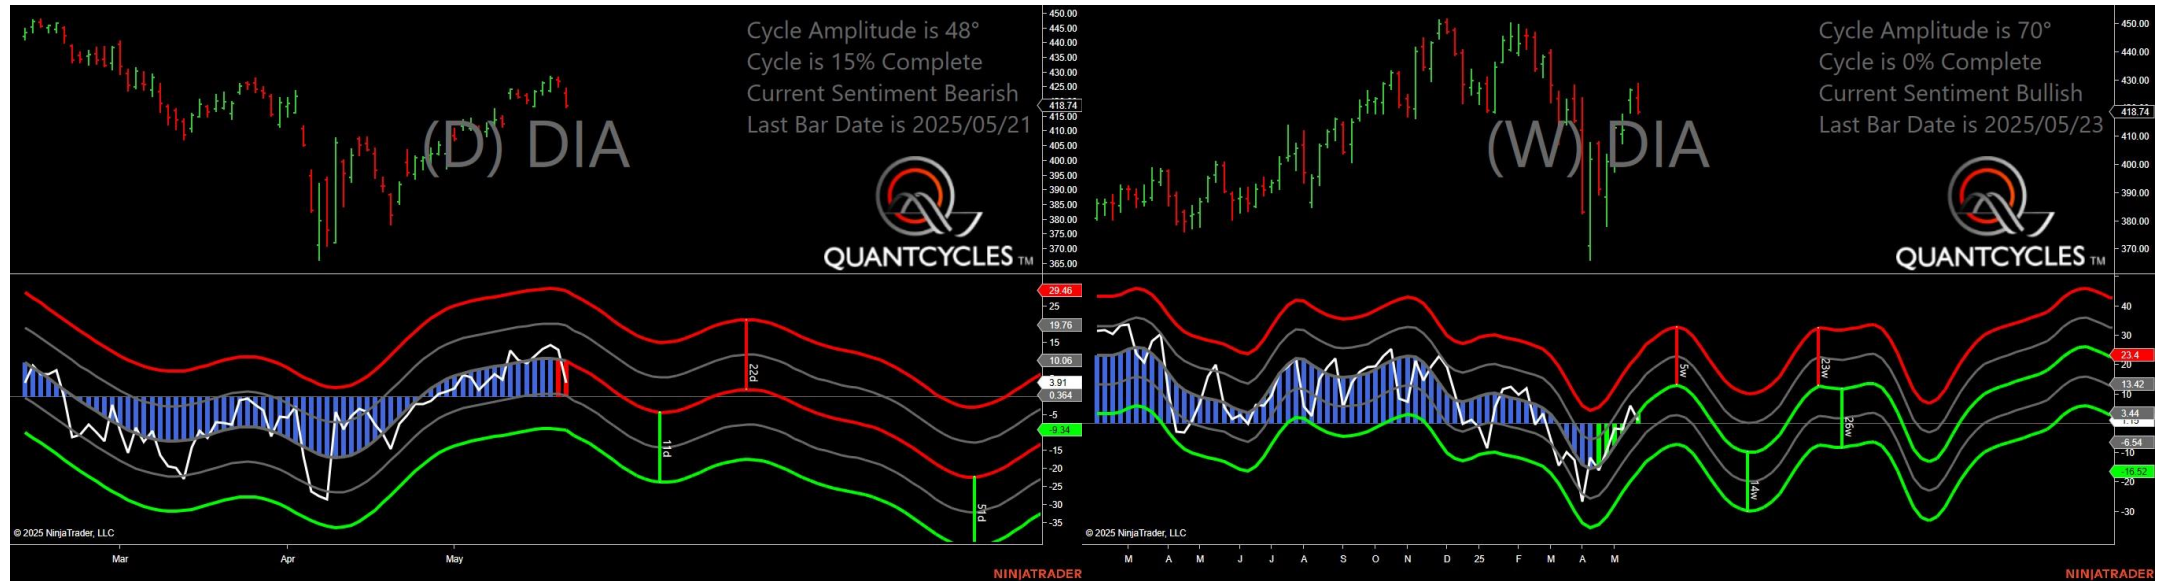 Cycle Amplitude is 48°
Cycle is 15% Complete
Current Sentiment Bearish
Last Bar Date is 2025/05/21
(D) DIA
QUANTCYCLES TM
450.00
445.00
440.00
435.00
430.00
425.00
418.74
415.00
410.00
405.00
400.00
395.00
390.00
385.00
380.00
375.00
370.00
365.00
29.46
25
19.76
15
10.06
3.91
0.364
-5
-9.34
-15
-20
-25
-30
-35
11d
22d
51d
© 2025 NinjaTrader, LLC
Mar
Apr
May
NINJATRADER
Cycle Amplitude is 70°
Cycle is 0% Complete
Current Sentiment Bullish
Last Bar Date is 2025/05/23
(W) DIA
QUANTCYCLES TM
450.00
440.00
430.00
418.74
410.00
400.00
390.00
380.00
370.00
40
30
23.4
20
13.42
10
3.44
1.15
-6.54
-10
-16.52
-20
-30
5w
14w
23w
26w
© 2025 NinjaTrader, LLC
M A M J J A S O N D 25 F M A M
NINJATRADER